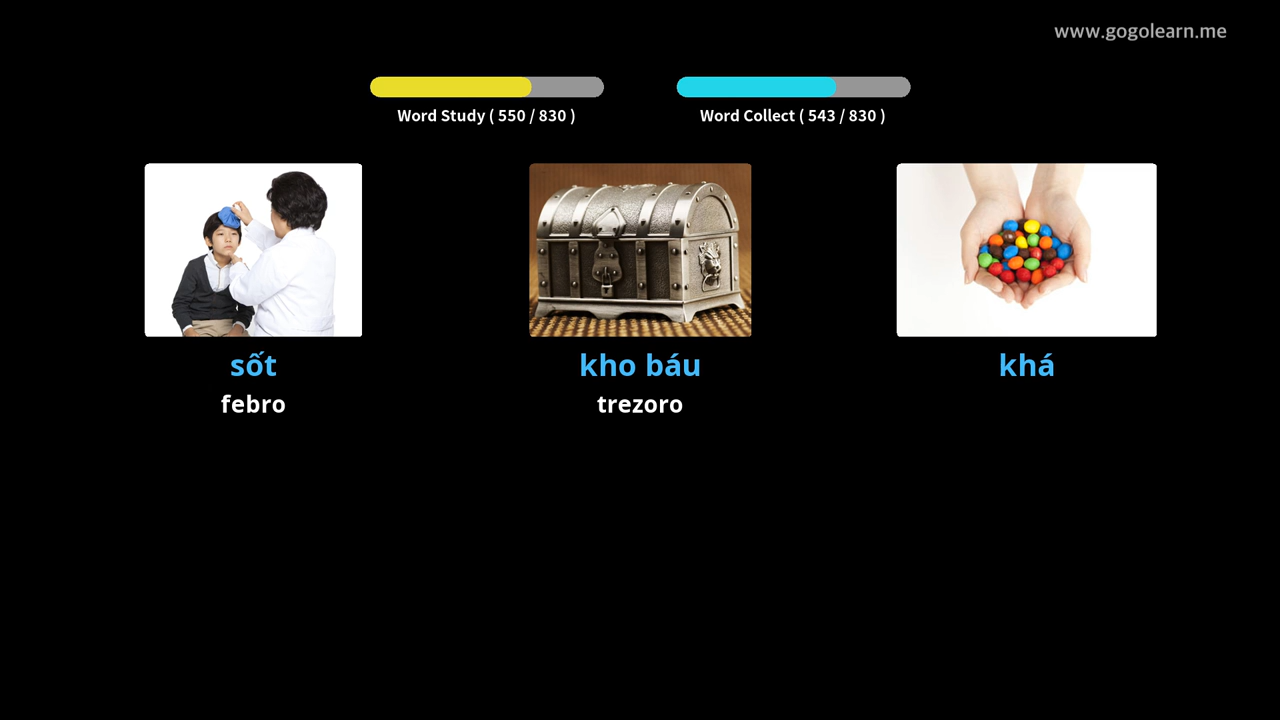 www.gogolearn.me
Word Study ( 550 / 830 )
Word Collect ( 543 / 830 )
sốt
kho báu
khá
febro
trezoro